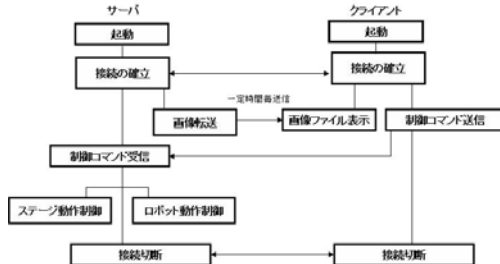 サーバ
クライアント
起動
起動
接続の確立
接続の確立
一定時間毎送信
画像転送
画像ファイル表示
制御コマンド送信
制御コマンド受信
ステージ動作制御
ロボット動作制御
接続切断
接続切断